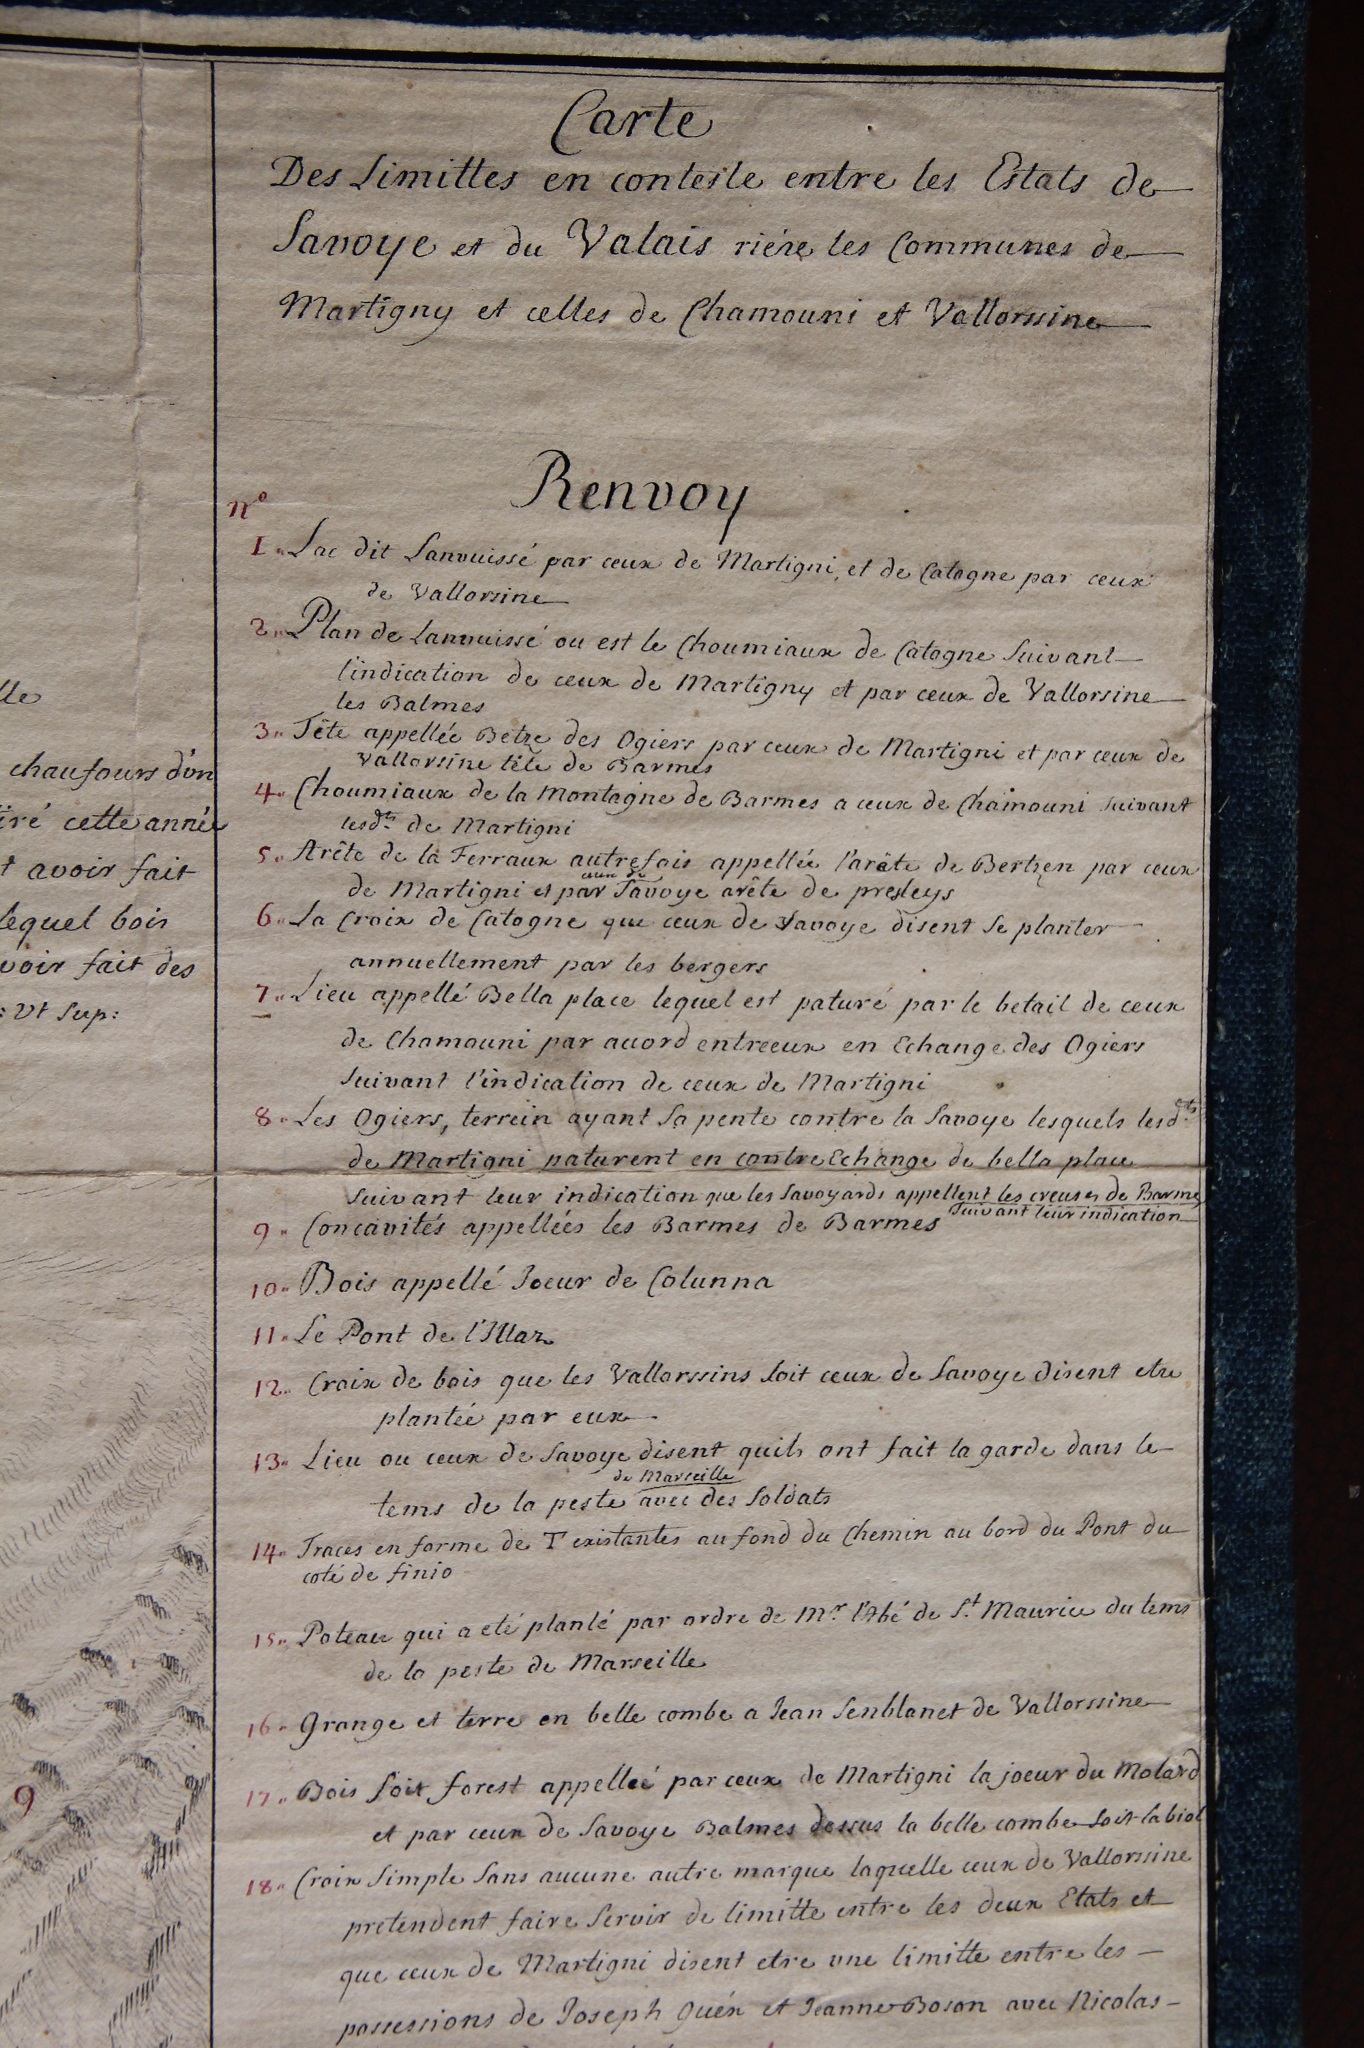 lle
chaufours d'un
tiré cette année
t avoir fait
lequel bois
avoir fait des
: Vt Sup:
9
Carte
Des Limittes en conteste entre les Estats de
Savoye et du Valais riére les Communes de
Martigny et celles de Chamouni et Vallorsine
Renvoy
n°
1. Lac dit Lanvuissé par ceux de Martigni, et de Catogne par ceux
de Vallorsine
2. Plan de Lanvuissé ou est le Choumiaux de Catogne suivant
l'indication de ceux de Martigny et par ceux de Vallorsine
les Balmes
3. Tête appellée Betze des Ogiers par ceux de Martigni et par ceux de
Vallorsine tête de Barmes
4. Choumiaux de la Montagne de Barmes a ceux de Chamouni suivant
lesd.ts de Martigni
5. Arête de la Ferraux autrefois appellée l'arête de Bertzen par ceux
ceux de
de Martigni et par Savoye arête de presleys
6. La Croix de Catogne que ceux de Savoye disent se planter
annuellement par les bergers
7. Lieu appellé Bella place lequel est paturé par le betail de ceux
de Chamouni par acord entreeux en Echange des Ogiers
suivant l'indication de ceux de Martigni
8. Les Ogiers, terrein ayant sa pente contre la Savoye lesquels lesd.ts
de Martigni paturent en contre Echange de bella place
suivant leur indication que les Savoyards appellent les creuses de Barme
suivant leur indication
9. Concavités appellées les Barmes de Barmes
10. Bois appellé Joeur de Colunna
11. Le Pont de l'Illaz
12. Croix de bois que les Vallorssins soit ceux de Savoye disent etre
plantée par eux
13. Lieu ou ceux de Savoye disent quils ont fait la garde dans le
de Marseille
tems de la peste avec des soldats
14. Traces en forme de T existantes au fond du Chemin au bord du Pont du
coté de finio
15. Poteau qui a eté planté par ordre de M.r l'Abé de S.t Maurice du tems
de la peste de Marseille
16. Grange et terre en belle combe a Jean Senblanet de Vallorssine
17. Bois soit forest appelleé par ceux de Martigni la joeur du Molard
et par ceux de Savoye Balmes dessus la belle combe soit la biol
18. Croix simple sans aucune autre marque laquelle ceux de Vallorssine
pretendent faire servir de limitte entre les deux Etats et
que ceux de Martigni disent etre une limitte entre les
possessions de Joseph Guéx et Jeanne Boson avec Nicolas